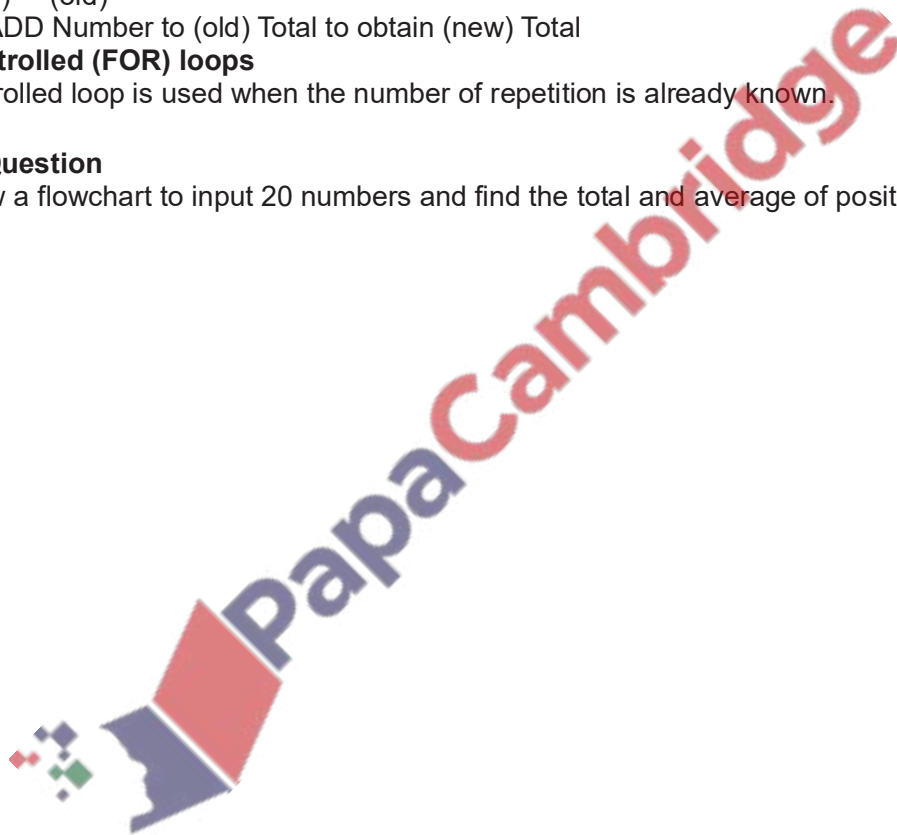 (old)
ADD Number to (old) Total to obtain (new) Total
trolled (FOR) loops
rolled loop is used when the number of repetition is already known.
Question
w a flowchart to input 20 numbers and find the total and average of posit
PapaCambridge